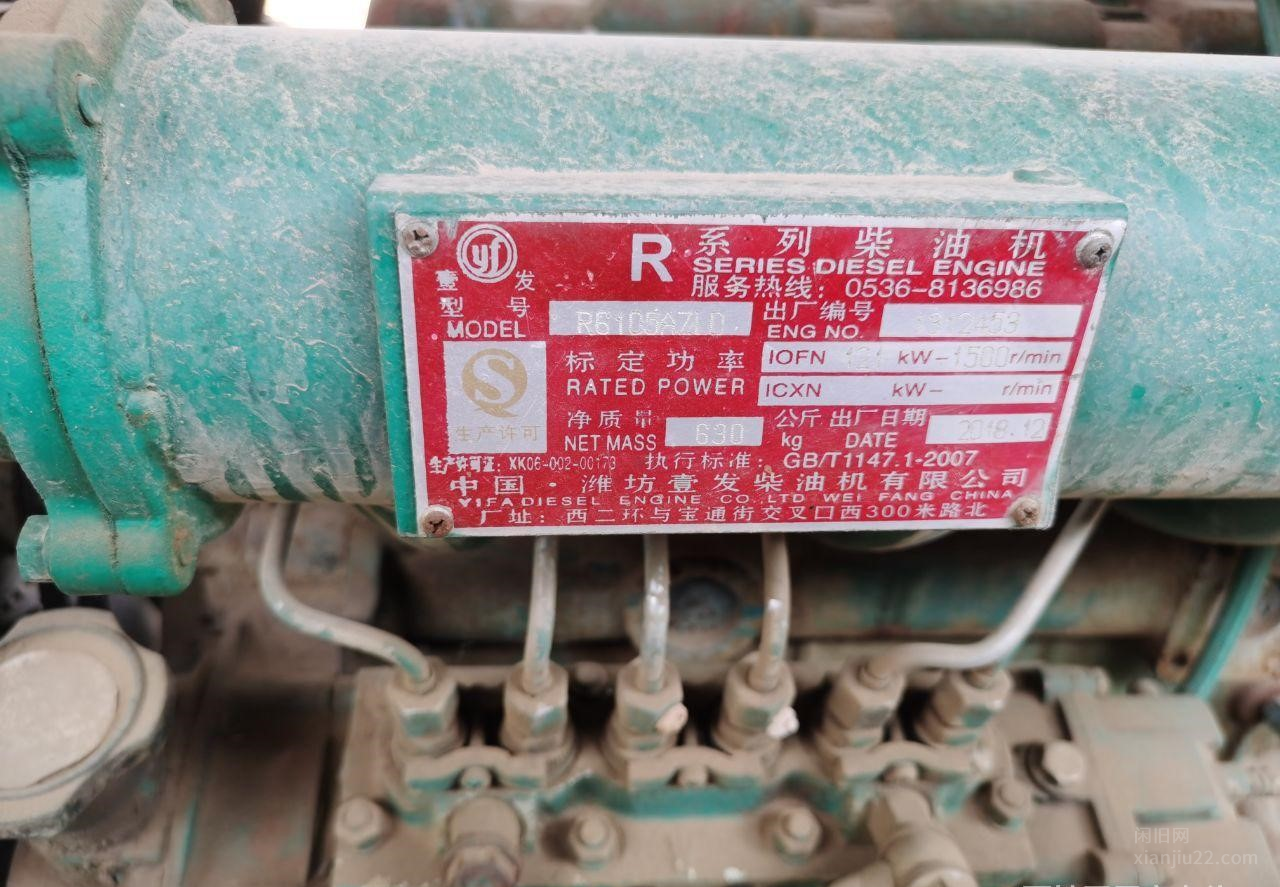 yf
R 系列柴油机
SERIES DIESEL ENGINE
壹发
服务热线: 0536-8136986
型号
MODEL R6105AZLD
出厂编号
ENG NO.
标定功率
RATED POWER
IOFN 121 kW-1500r/min
ICXN kW- r/min
S
生产许可
净质量
NET MASS 630 公斤
kg
出厂日期
DATE 2018.12
生产许可证: XK06-002-00173 执行标准: GB/T1147.1-2007
中国·潍坊壹发柴油机有限公司
YIFA DIESEL ENGINE CO.LTD WEI FANG CHINA
厂址: 西二环与宝通街交叉口西300米路北
闲旧网
xianjiu22.com